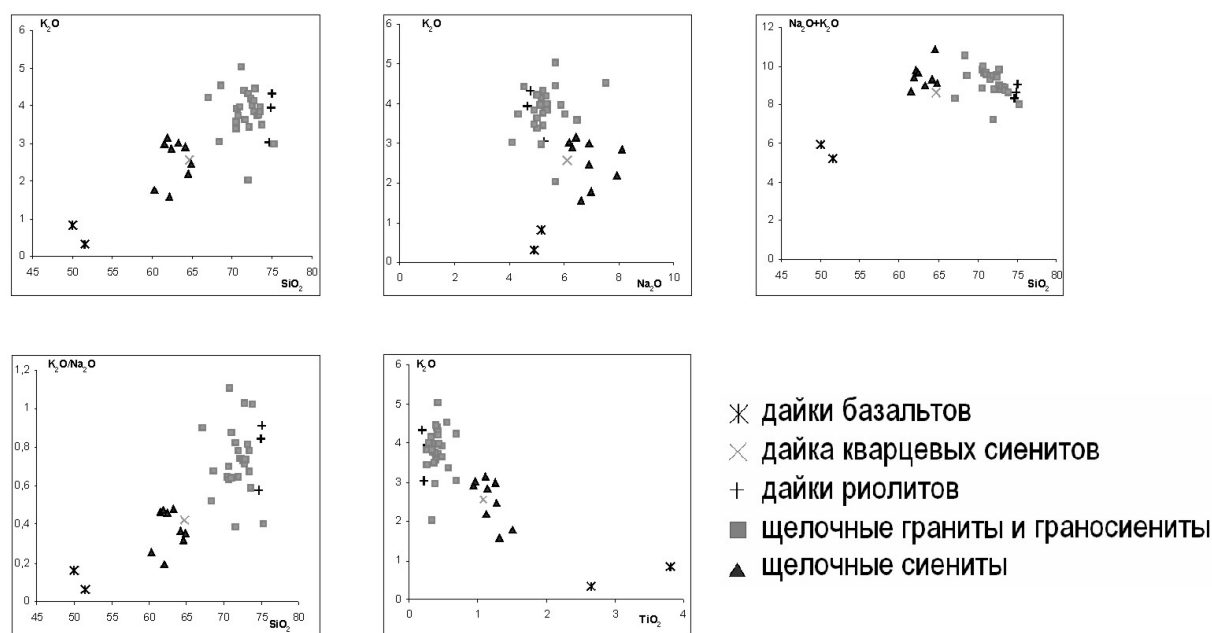 K₂O
6
5
4
3
2
1
0
45 50 55 60 65 70 75 80
SiO₂
K₂O
6
5
4
3
2
1
0
0 2 4 6 8 10
Na₂O
Na₂O+K₂O
12
10
8
6
4
2
0
45 50 55 60 65 70 75 80
SiO₂
K₂O/Na₂O
1,2
1
0,8
0,6
0,4
0,2
0
45 50 55 60 65 70 75 80
SiO₂
K₂O
6
5
4
3
2
1
0
0 1 2 3 4
TiO₂
дайки базальтов
дайка кварцевых сиенитов
дайки риолитов
щелочные граниты и граносиениты
щелочные сиениты